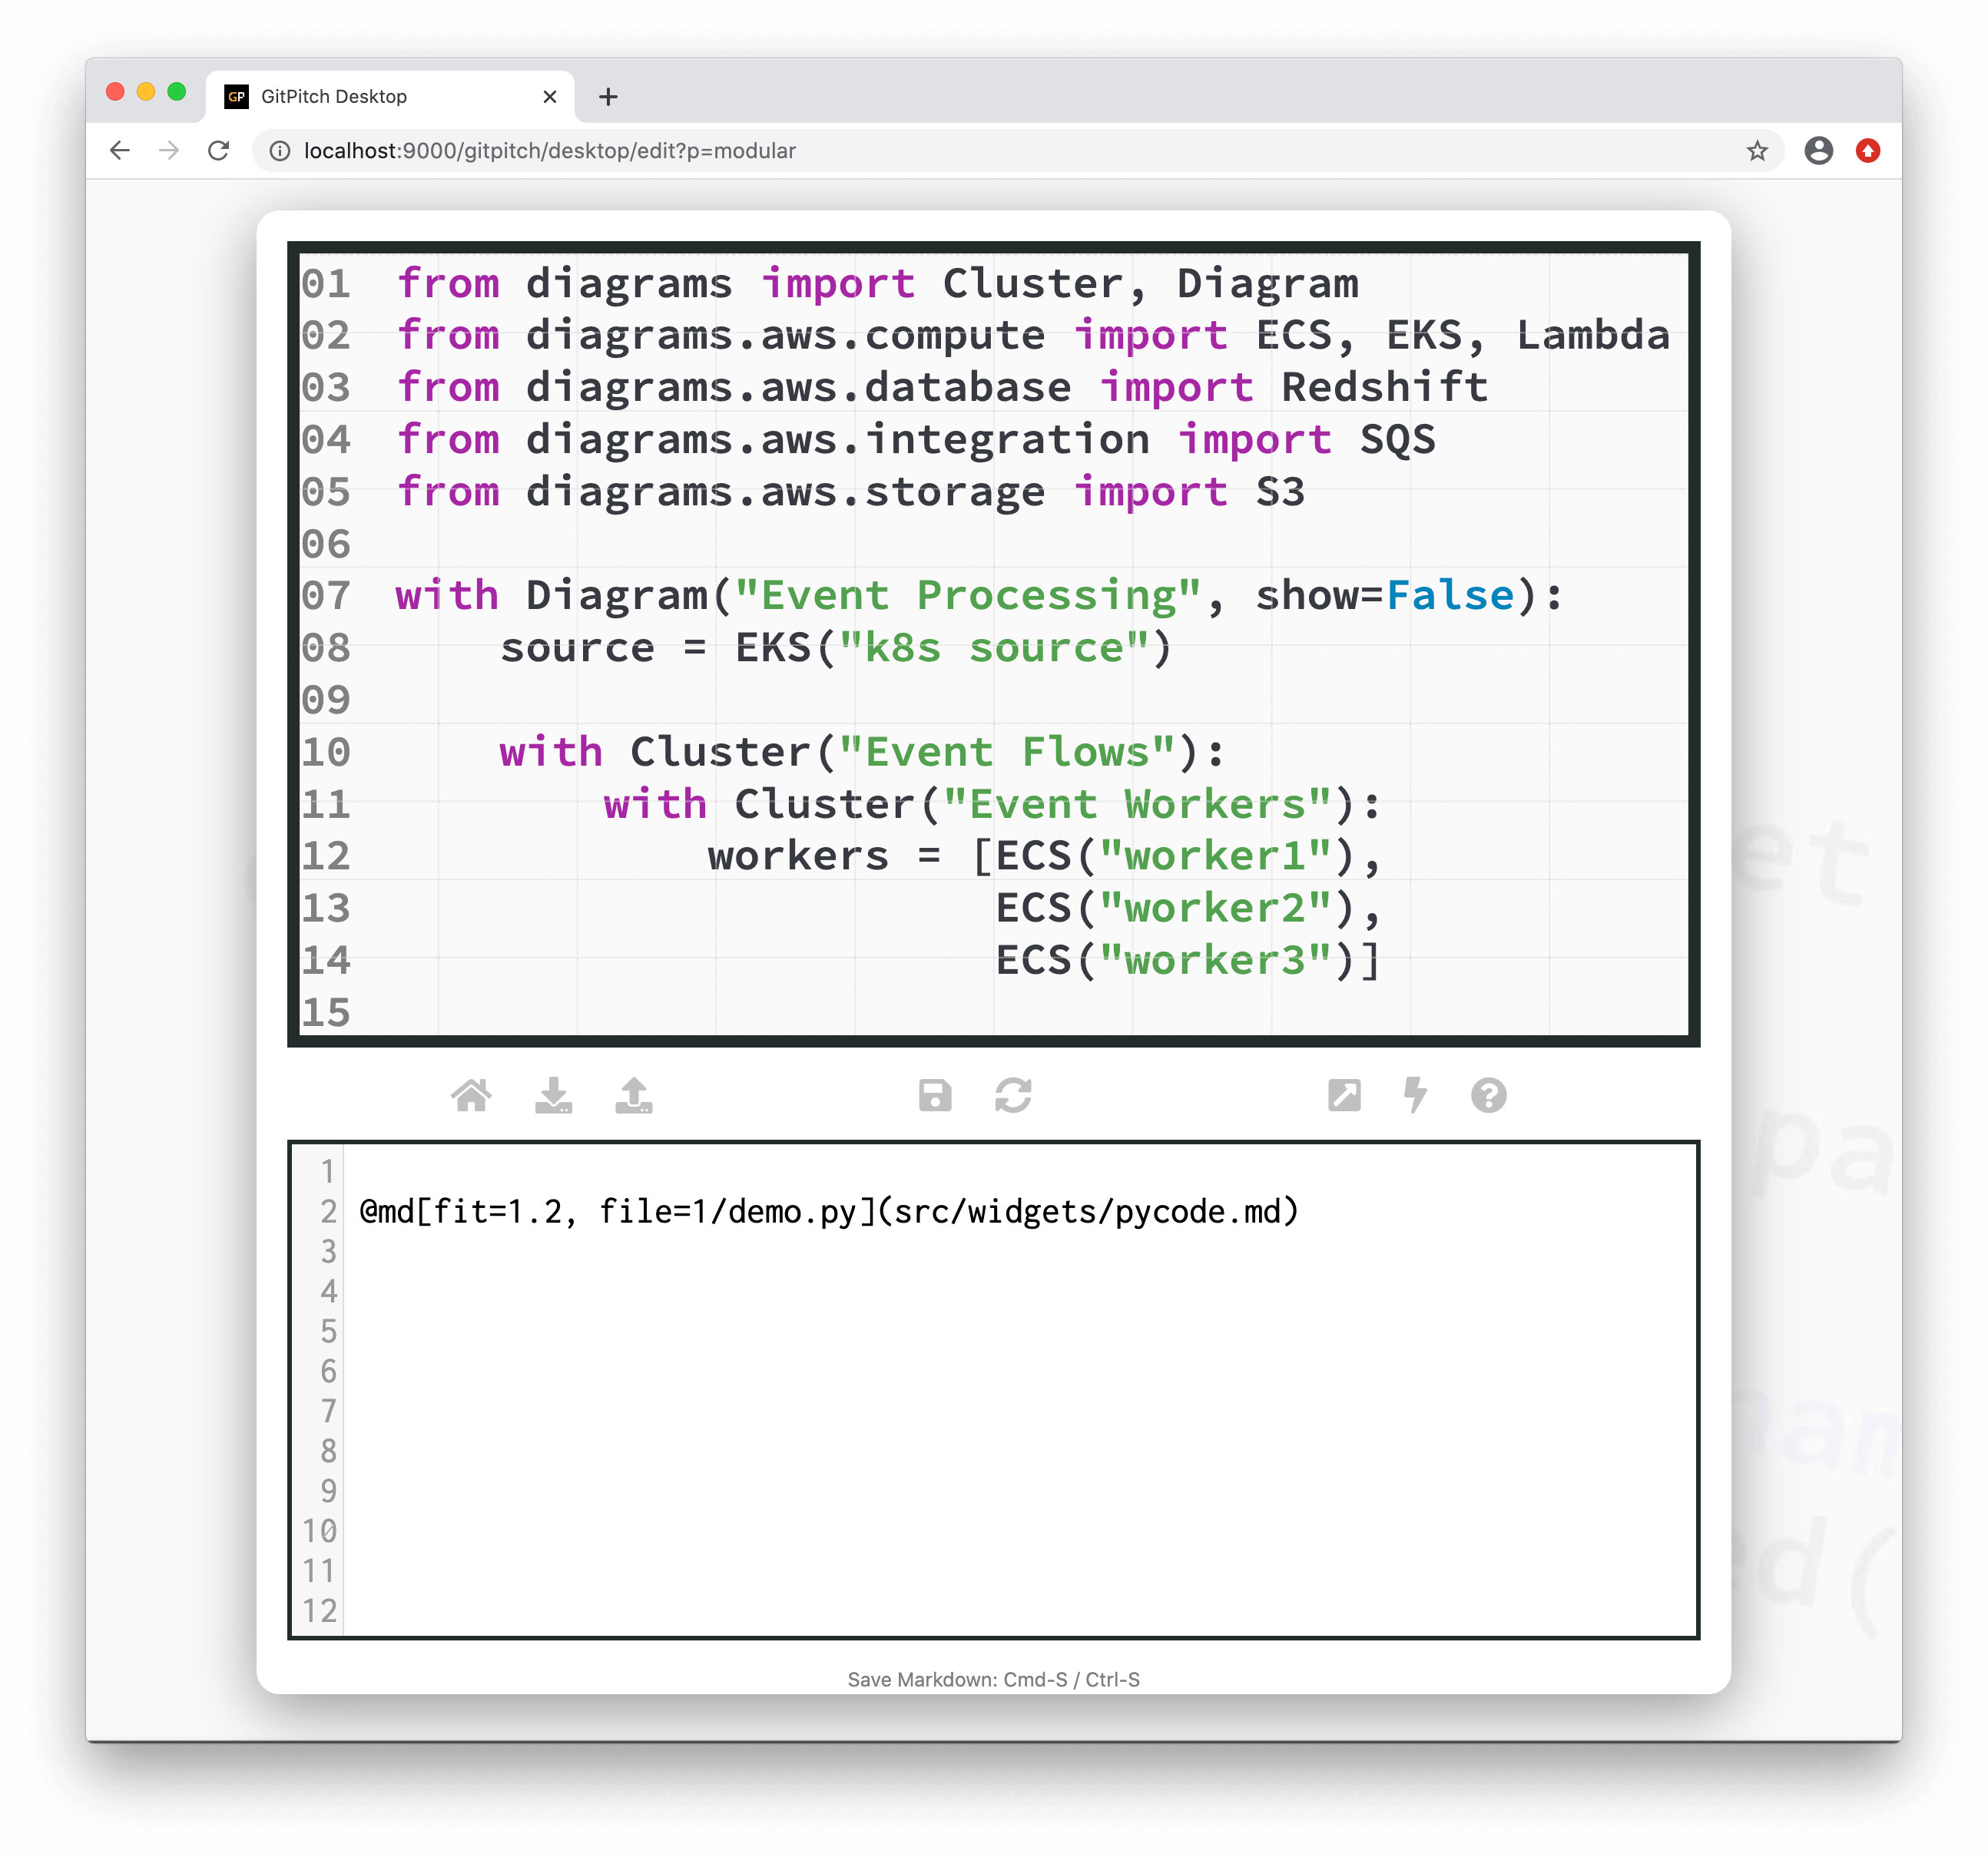 GP GitPitch Desktop
localhost:9000/gitpitch/desktop/edit?p=modular
01 from diagrams import Cluster, Diagram
02 from diagrams.aws.compute import ECS, EKS, Lambda
03 from diagrams.aws.database import Redshift
04 from diagrams.aws.integration import SQS
05 from diagrams.aws.storage import S3
06
07 with Diagram("Event Processing", show=False):
08     source = EKS("k8s source")
09
10     with Cluster("Event Flows"):
11         with Cluster("Event Workers"):
12             workers = [ECS("worker1"),
13                        ECS("worker2"),
14                        ECS("worker3")]
15
1
2 @md[fit=1.2, file=1/demo.py](src/widgets/pycode.md)
3
4
5
6
7
8
9
10
11
12
Save Markdown: Cmd-S / Ctrl-S